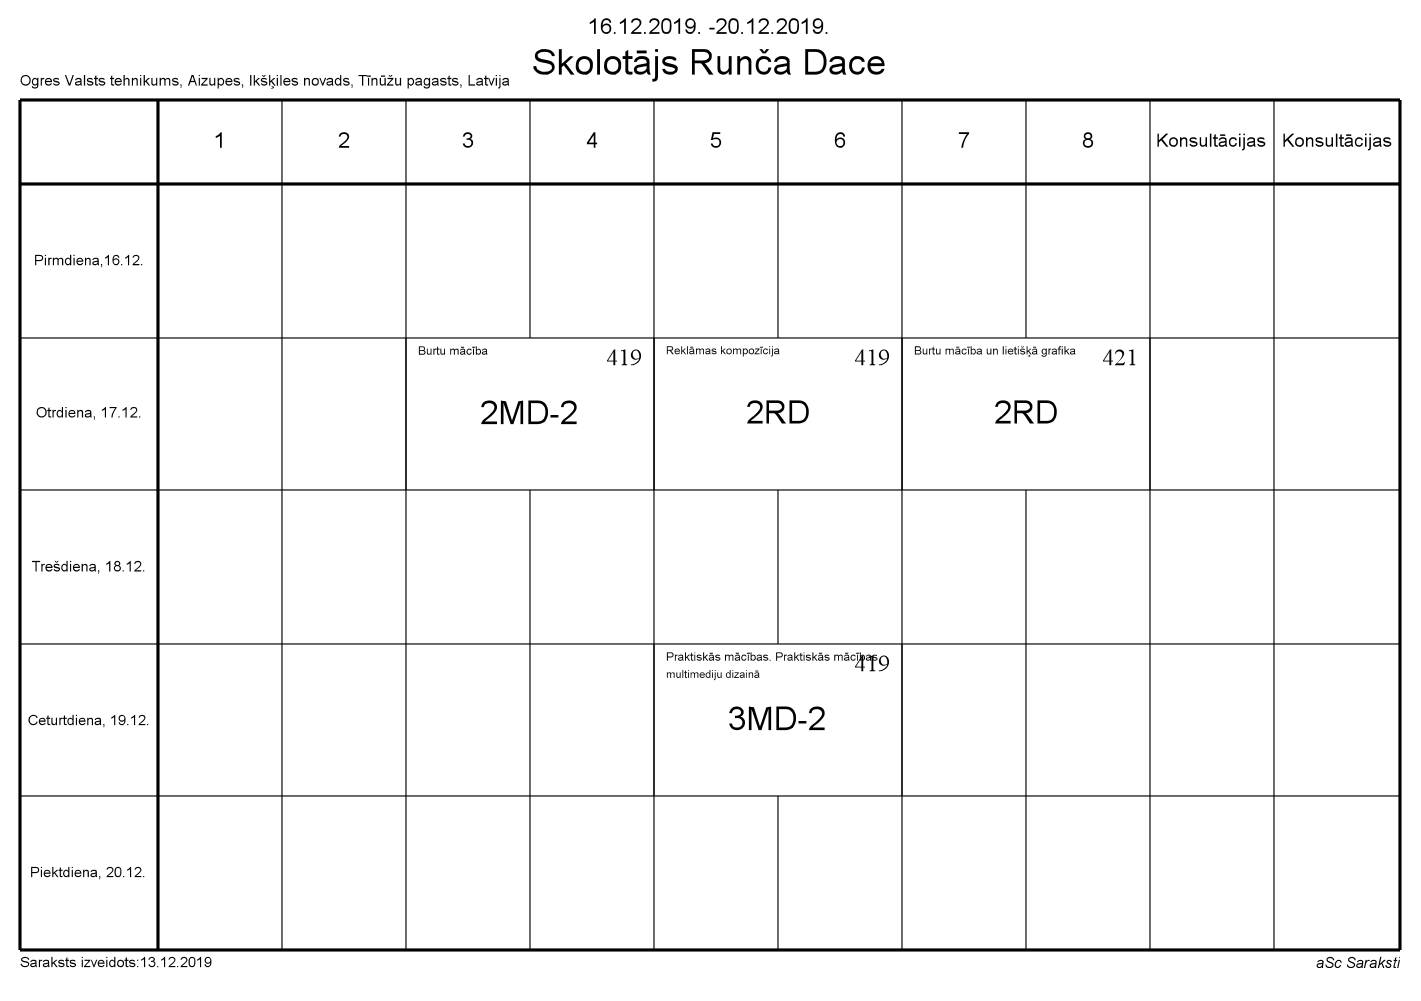 16.12.2019. -20.12.2019.
Skolotājs Runča Dace
Ogres Valsts tehnikums, Aizupes, Ikšķiles novads, Tīnūžu pagasts, Latvija
1 2 3 4 5 6 7 8 Konsultācijas Konsultācijas
Pirmdiena,16.12.
Otrdiena, 17.12.
Burtu mācība 419
2MD-2
Reklāmas kompozīcija 419
2RD
Burtu mācība un lietišķā grafika 421
2RD
Trešdiena, 18.12.
Ceturtdiena, 19.12.
Praktiskās mācības. Praktiskās mācības 419
multimediju dizainā
3MD-2
Piektdiena, 20.12.
Saraksts izveidots:13.12.2019
aSc Saraksti